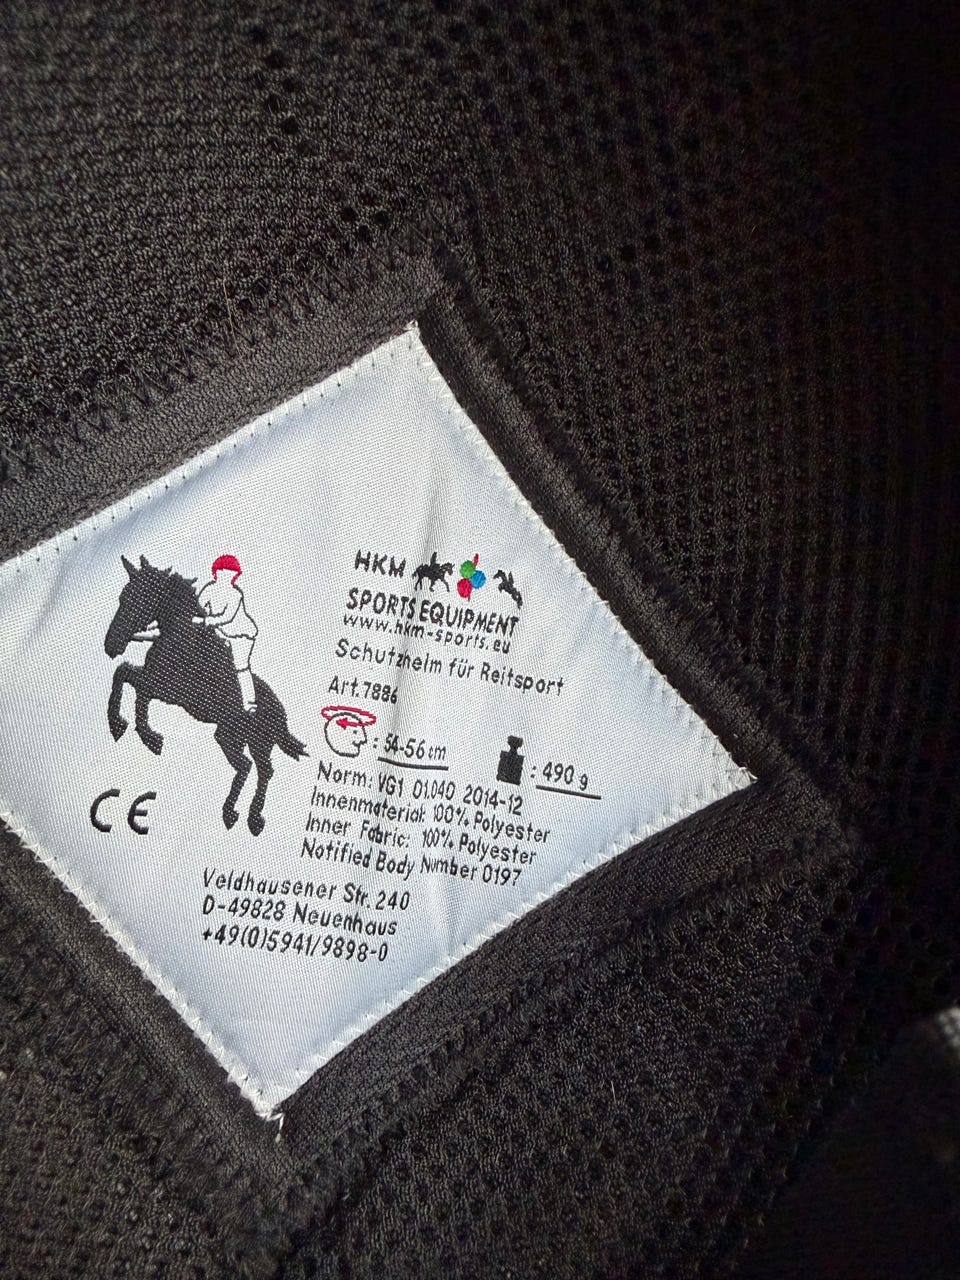 HKM
SPORTS EQUIPMENT
www.hkm-sports.eu
Schutzhelm für Reitsport
Art.7886
: 54-56 cm
: 490 g
Norm: VG1 01.040 2014-12
Innenmaterial: 100% Polyester
Inner Fabric: 100% Polyester
Notified Body Number 0197
CE
Veldhausener Str. 240
D-49828 Neuenhaus
+49(0)5941/9898-0